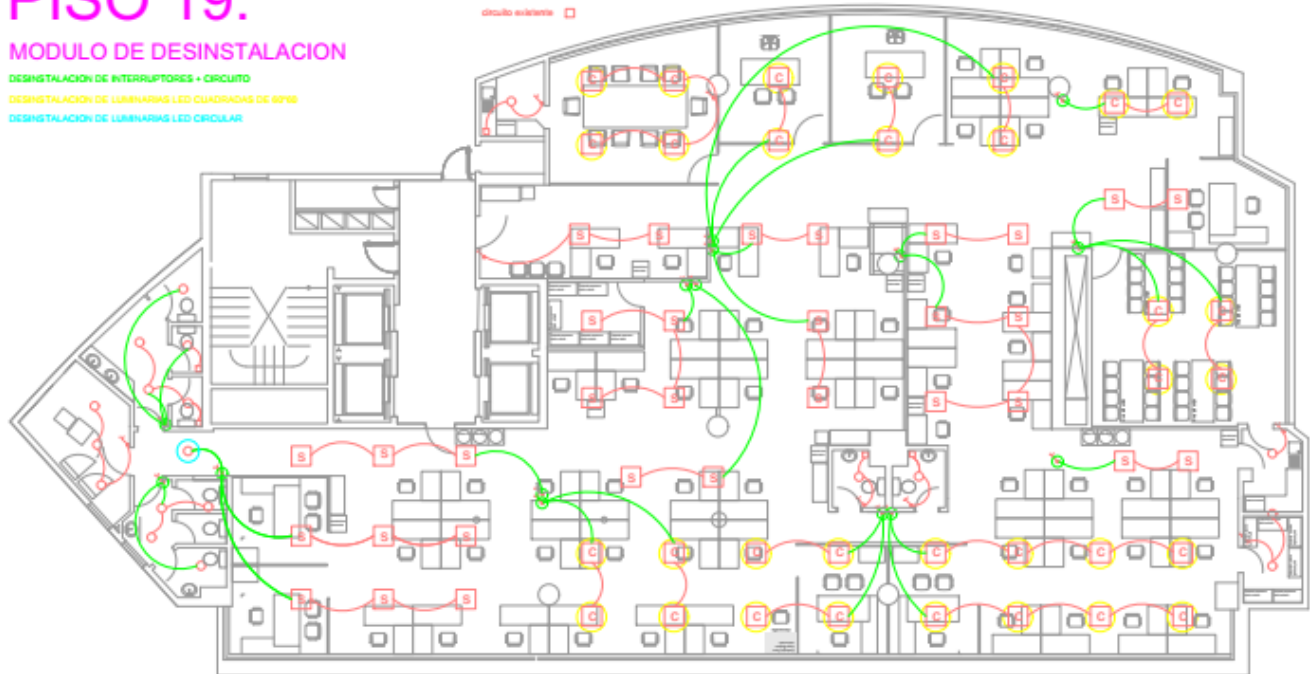 PISO 19.
circuito existente
MODULO DE DESINSTALACION
DESINSTALACION DE INTERRUPTORES + CIRCUITO
DESINSTALACION DE LUMINARIAS LED CUADRADAS DE 60*60
DESINSTALACION DE LUMINARIAS LED CIRCULAR
C C C C C
C C
C C C C C
S S
S S S S S S
S S S S C C
C C
S S S S S
S S S
S S
S S
S S S
C C C C C C C
S S S
C C C C C C C C